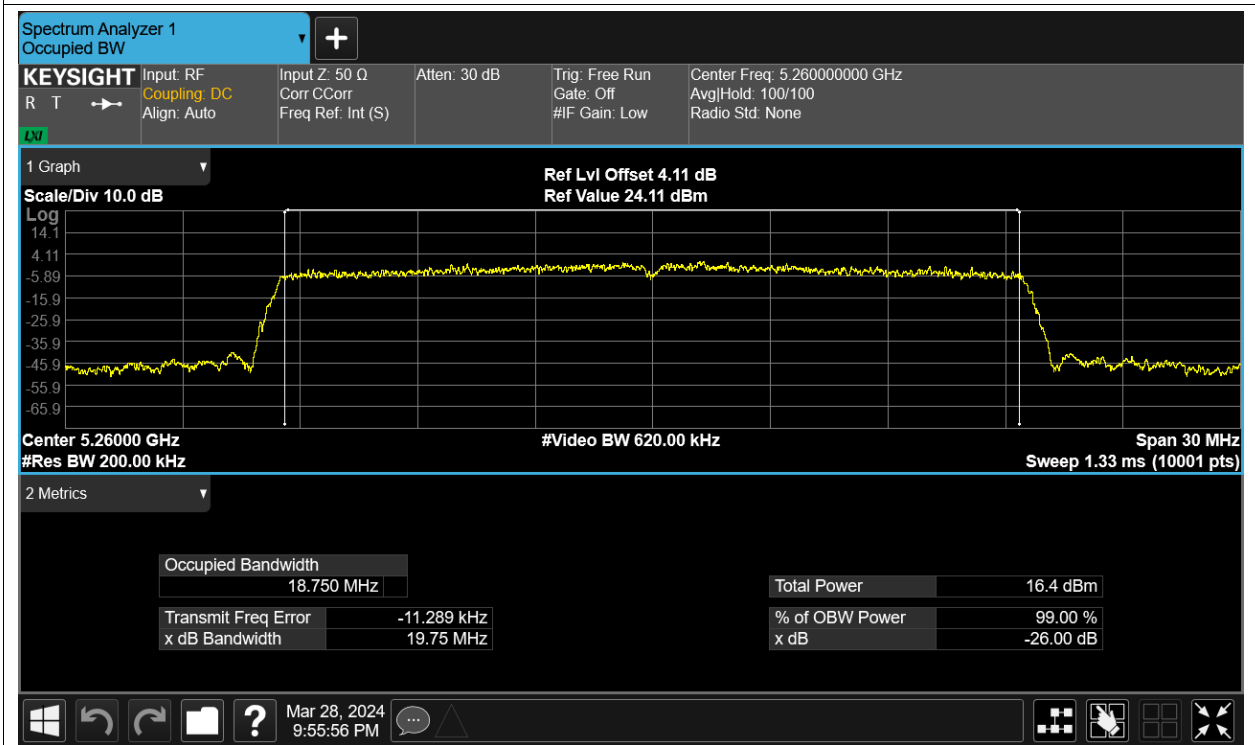 Spectrum Analyzer 1
Occupied BW
KEYSIGHT Input: RF Input Z: 50 Ω Atten: 30 dB Trig: Free Run Center Freq: 5.260000000 GHz
R T Coupling: DC Corr CCorr Gate: Off Avg|Hold: 100/100
Align: Auto Freq Ref: Int (S) #IF Gain: Low Radio Std: None
LXI
1 Graph Ref Lvl Offset 4.11 dB
Scale/Div 10.0 dB Ref Value 24.11 dBm
Log
14.1
4.11
-5.89
-15.9
-25.9
-35.9
-45.9
-55.9
-65.9
Center 5.26000 GHz #Video BW 620.00 kHz Span 30 MHz
#Res BW 200.00 kHz Sweep 1.33 ms (10001 pts)
2 Metrics
Occupied Bandwidth
18.750 MHz Total Power 16.4 dBm
Transmit Freq Error -11.289 kHz % of OBW Power 99.00 %
x dB Bandwidth 19.75 MHz x dB -26.00 dB
? Mar 28, 2024
9:55:56 PM